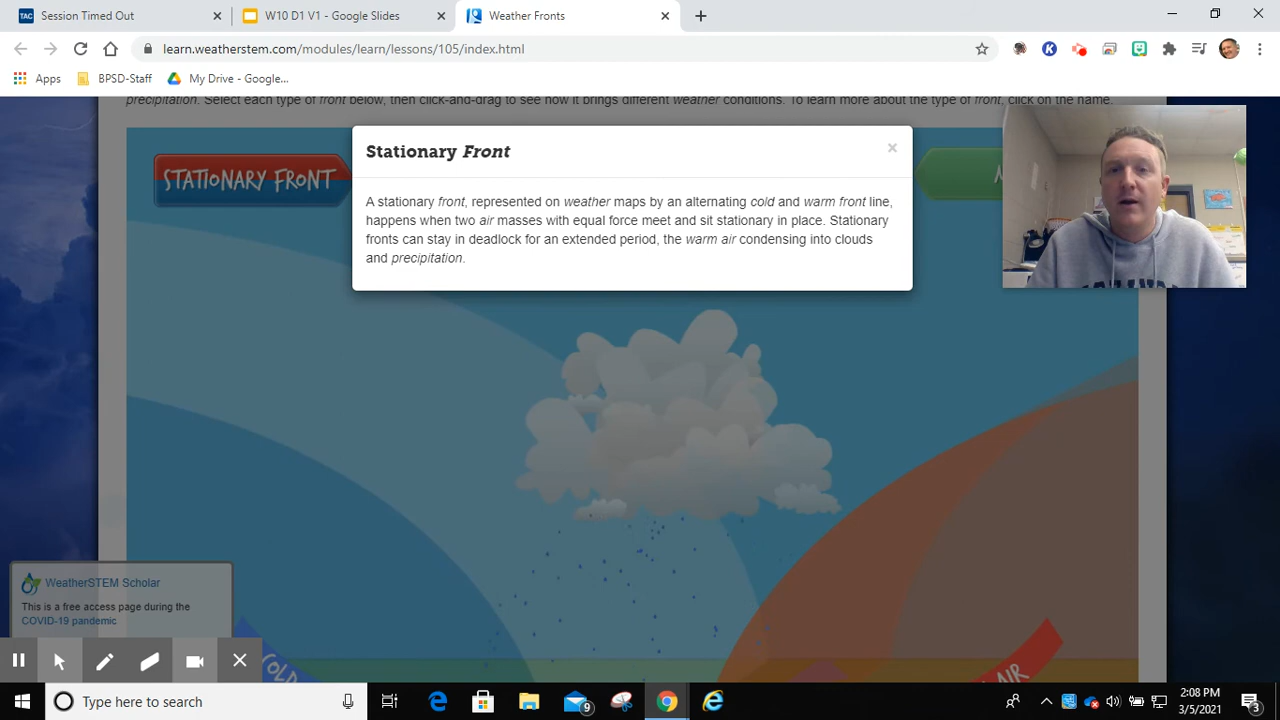 Session Timed Out
W10 D1 V1 - Google Slides
Weather Fronts
learn.weatherstem.com/modules/learn/lessons/105/index.html
Apps
BPSD-Staff
My Drive - Google...
precipitation. Select each type of front below, then click-and-drag to see how it brings different weather conditions. To learn more about the type of front, click on the name.
STATIONARY FRONT
Stationary Front
A stationary front, represented on weather maps by an alternating cold and warm front line,
happens when two air masses with equal force meet and sit stationary in place. Stationary
fronts can stay in deadlock for an extended period, the warm air condensing into clouds
and precipitation.
WeatherSTEM Scholar
This is a free access page during the
COVID-19 pandemic
COLD
AIR
Type here to search
9
2:08 PM
3/5/2021
3